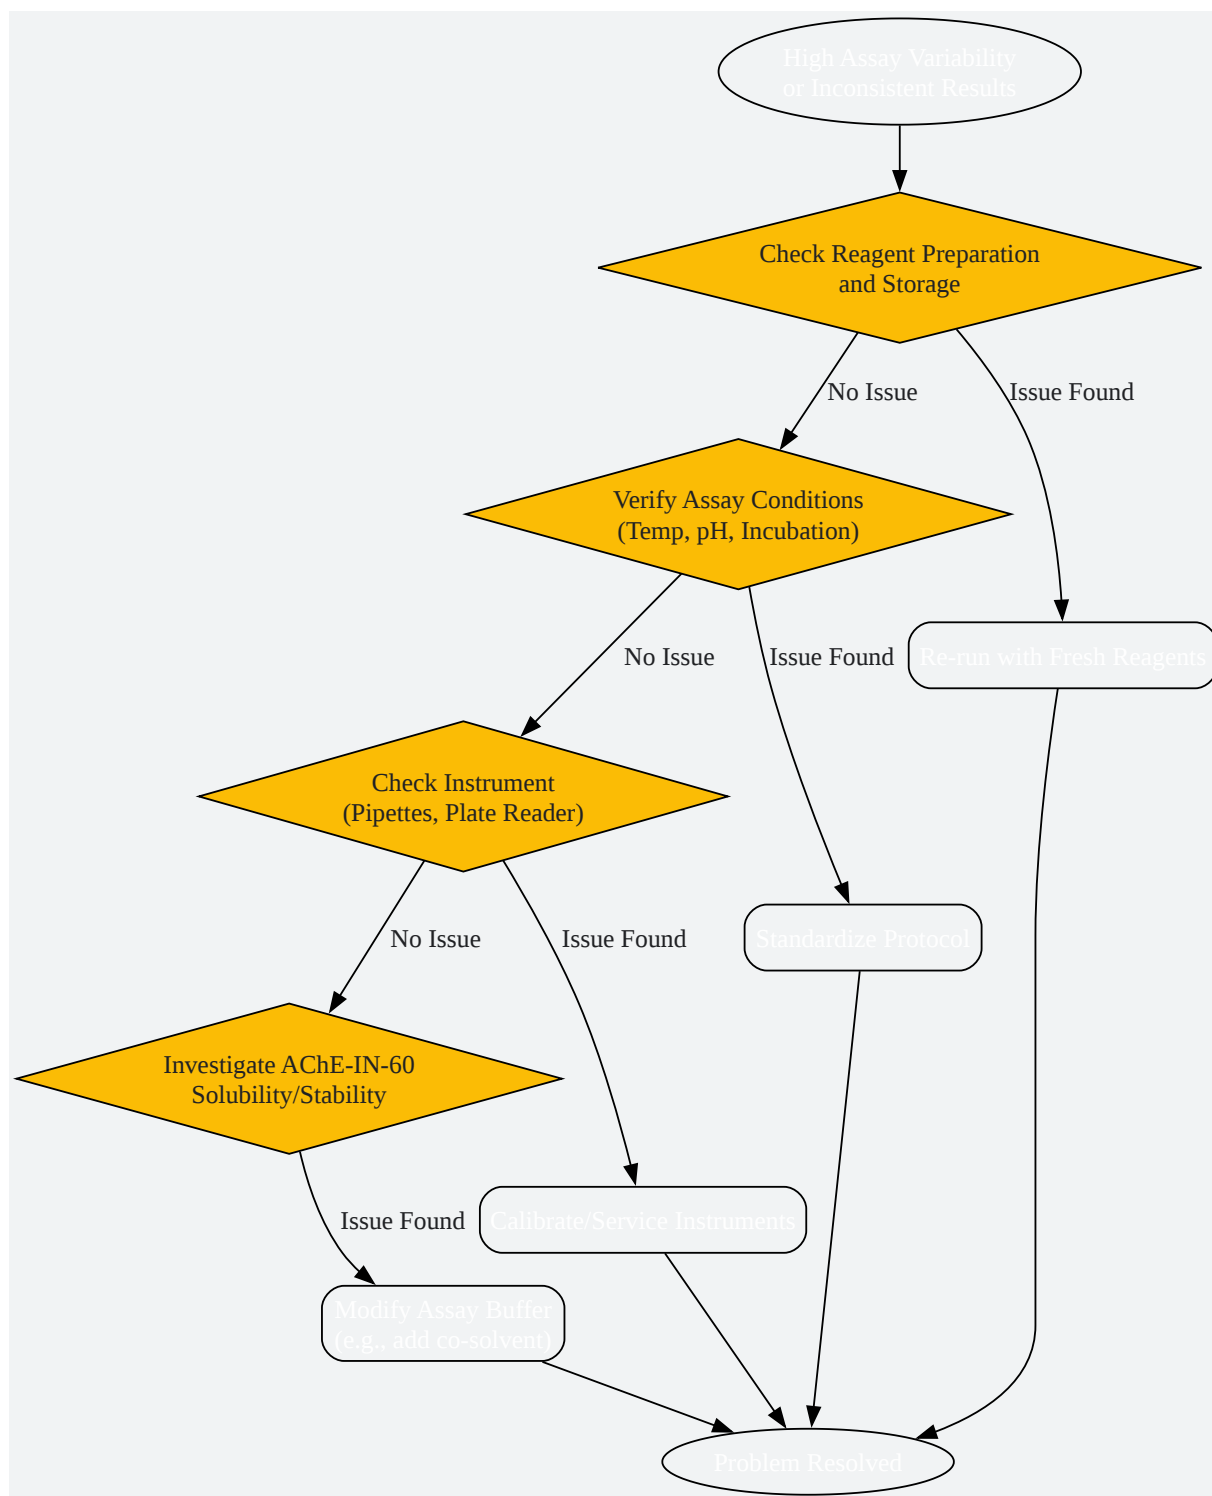 High Assay Variability
or Inconsistent Results
Check Reagent Preparation
and Storage
No Issue
Issue Found
Verify Assay Conditions
(Temp, pH, Incubation)
No Issue
Issue Found
Re-run with Fresh Reagents
Check Instrument
(Pipettes, Plate Reader)
No Issue
Issue Found
Standardize Protocol
Investigate AChE-IN-60
Solubility/Stability
Issue Found
Calibrate/Service Instruments
Modify Assay Buffer
(e.g., add co-solvent)
Problem Resolved